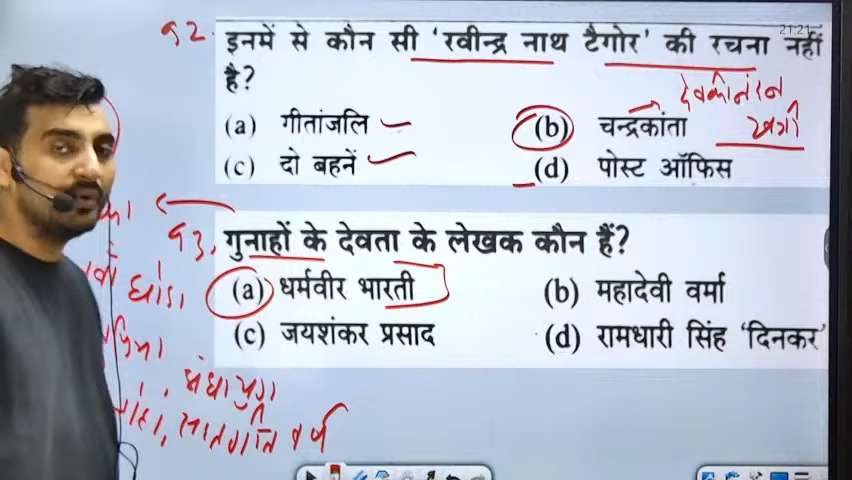 21:21
92. इनमें से कौन सी ‘रवीन्द्र नाथ टैगोर’ की रचना नहीं
है?
देवकीनंदन
खत्री
(a) गीतांजलि (b) चन्द्रकांता
(c) दो बहनें (d) पोस्ट ऑफिस
93. गुनाहों के देवता के लेखक कौन हैं?
(a) धर्मवीर भारती (b) महादेवी वर्मा
(c) जयशंकर प्रसाद (d) रामधारी सिंह ‘दिनकर’
घोड़ा
अंधायुग